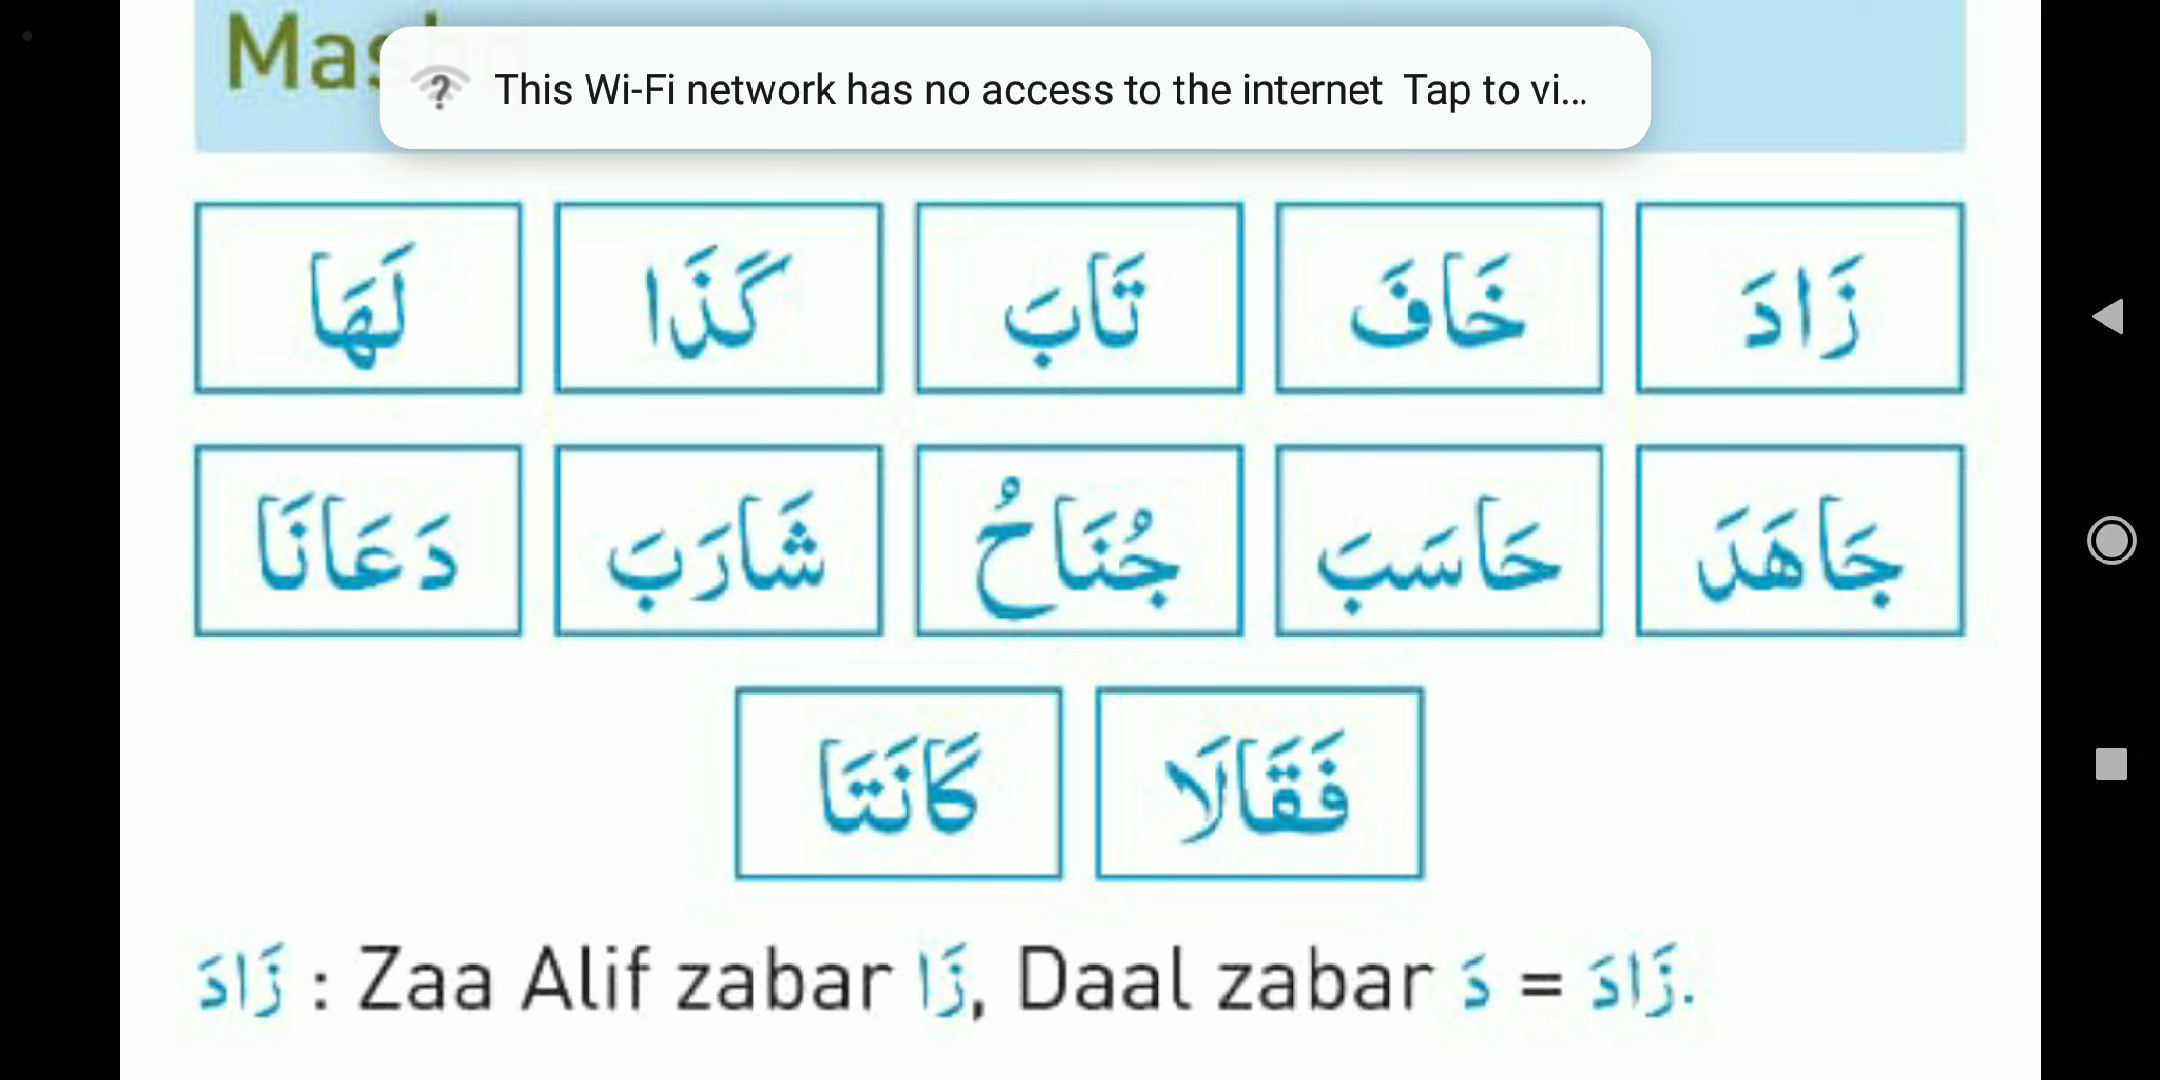 This Wi-Fi network has no access to the internet Tap to vi...
زَادَ خَافَ تَابَ كَذَا لَهَا
جَاهَدَ حَاسَبَ جُنَاحُ شَارَبَ دَعَانَا
فَقَالَا كَانَتَا
زَادَ : Zaa Alif zabar زَا, Daal zabar دَ = زَادَ.